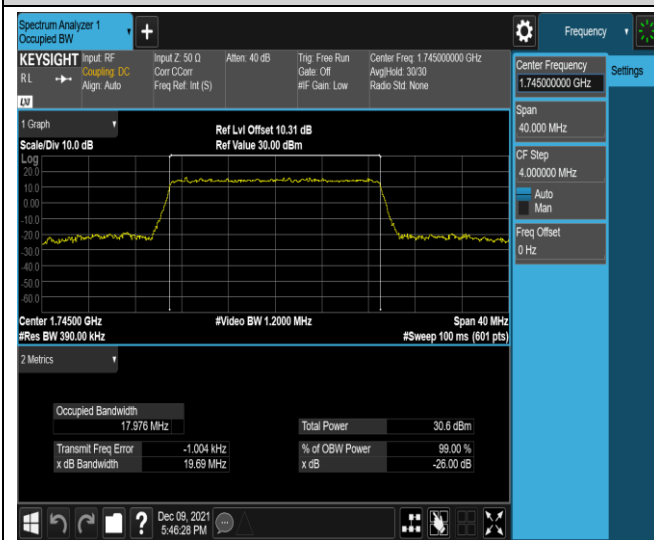 Spectrum Analyzer 1
Occupied BW
+
Frequency
KEYSIGHT
RL
LXI
Input: RF
Coupling: DC
Align: Auto
Input Z: 50 Ω
Corr CCorr
Freq Ref: Int (S)
Atten: 40 dB
Trig: Free Run
Gate: Off
#IF Gain: Low
Center Freq: 1.745000000 GHz
Avg|Hold: 30/30
Radio Std: None
Center Frequency
1.745000000 GHz
Settings
Span
40.000 MHz
CF Step
4.000000 MHz
Auto
Man
Freq Offset
0 Hz
1 Graph
Scale/Div 10.0 dB
Ref Lvl Offset 10.31 dB
Ref Value 30.00 dBm
Log
20.0
10.0
0.00
-10.0
-20.0
-30.0
-40.0
-50.0
-60.0
Center 1.74500 GHz
#Video BW 1.2000 MHz
Span 40 MHz
#Res BW 390.00 kHz
#Sweep 100 ms (601 pts)
2 Metrics
Occupied Bandwidth
17.976 MHz
Total Power 30.6 dBm
Transmit Freq Error -1.004 kHz
% of OBW Power 99.00 %
x dB Bandwidth 19.69 MHz
x dB -26.00 dB
?
Dec 09, 2021
5:46:28 PM